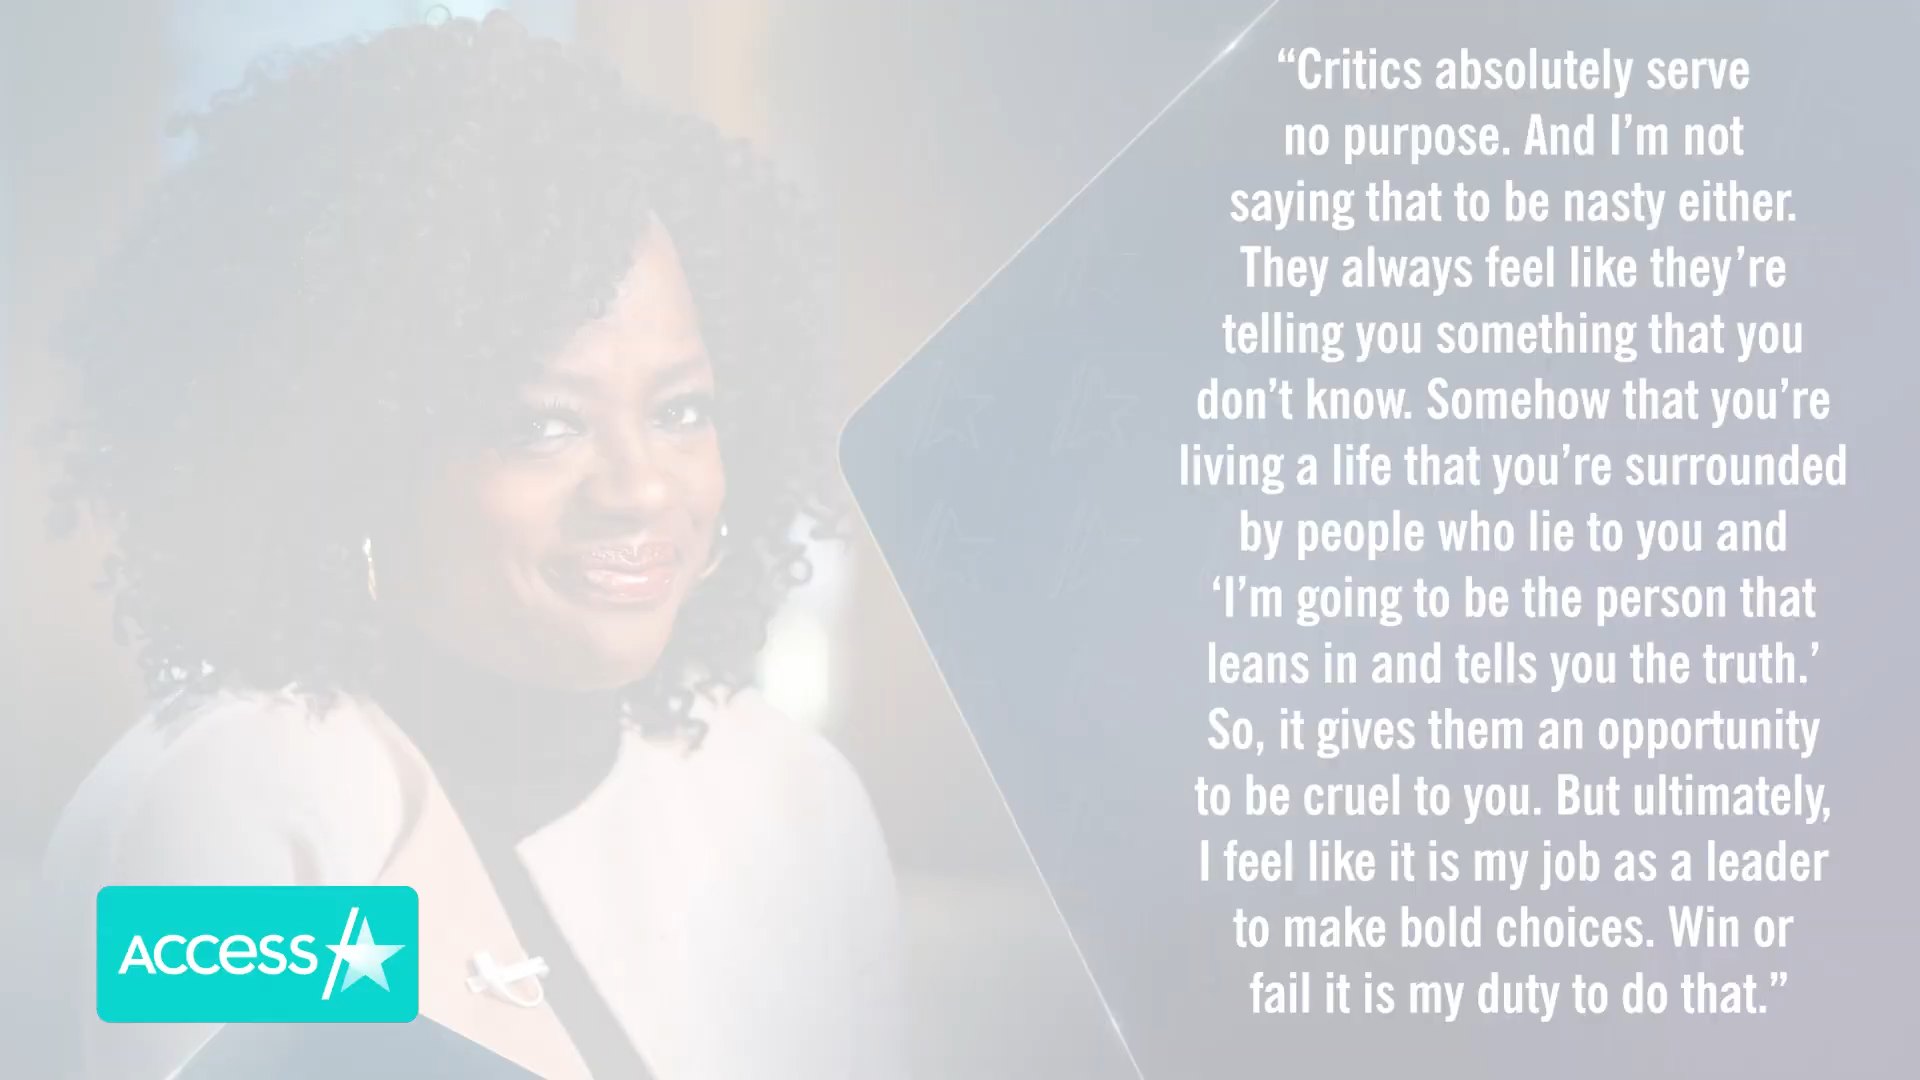 “Critics absolutely serve
no purpose. And I’m not
saying that to be nasty either.
They always feel like they’re
telling you something that you
don’t know. Somehow that you’re
living a life that you’re surrounded
by people who lie to you and
‘I’m going to be the person that
leans in and tells you the truth.’
So, it gives them an opportunity
to be cruel to you. But ultimately,
I feel like it is my job as a leader
to make bold choices. Win or
fail it is my duty to do that.”
ACCESS